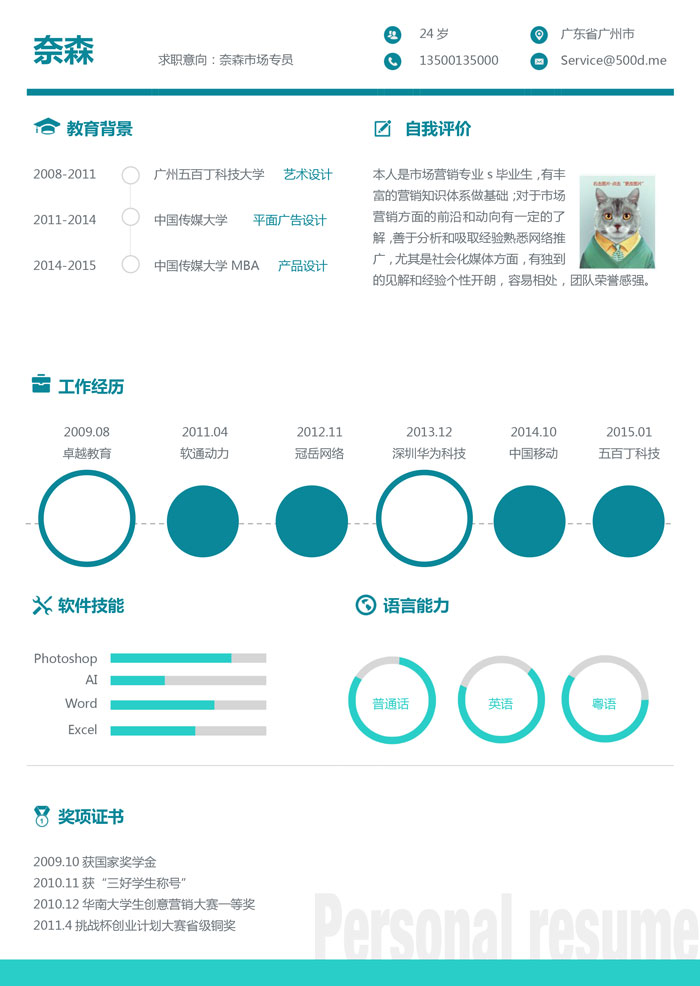 奈森
求职意向：奈森市场专员
24 岁
广东省广州市
13500135000
Service@500d.me
教育背景
2008-2011 广州五百丁科技大学 艺术设计
2011-2014 中国传媒大学 平面广告设计
2014-2015 中国传媒大学 MBA 产品设计
自我评价
本人是市场营销专业 s 毕业生 ,有丰
富的营销知识体系做基础 ;对于市场
营销方面的前沿和动向有一定的了
解 , 善于分析和吸取经验熟悉网络推
广 , 尤其是社会化媒体方面 , 有独到
的见解和经验个性开朗 , 容易相处 , 团队荣誉感强。
工作经历
2009.08 2011.04 2012.11 2013.12 2014.10 2015.01
卓越教育 软通动力 冠岳网络 深圳华为科技 中国移动 五百丁科技
软件技能
Photoshop
AI
Word
Excel
语言能力
普通话 英语 粤语
奖项证书
1
2009.10 获国家奖学金
2010.11 获 “三好学生称号”
2010.12 华南大学生创意营销大赛一等奖
2011.4 挑战杯创业计划大赛省级铜奖
Personal resume